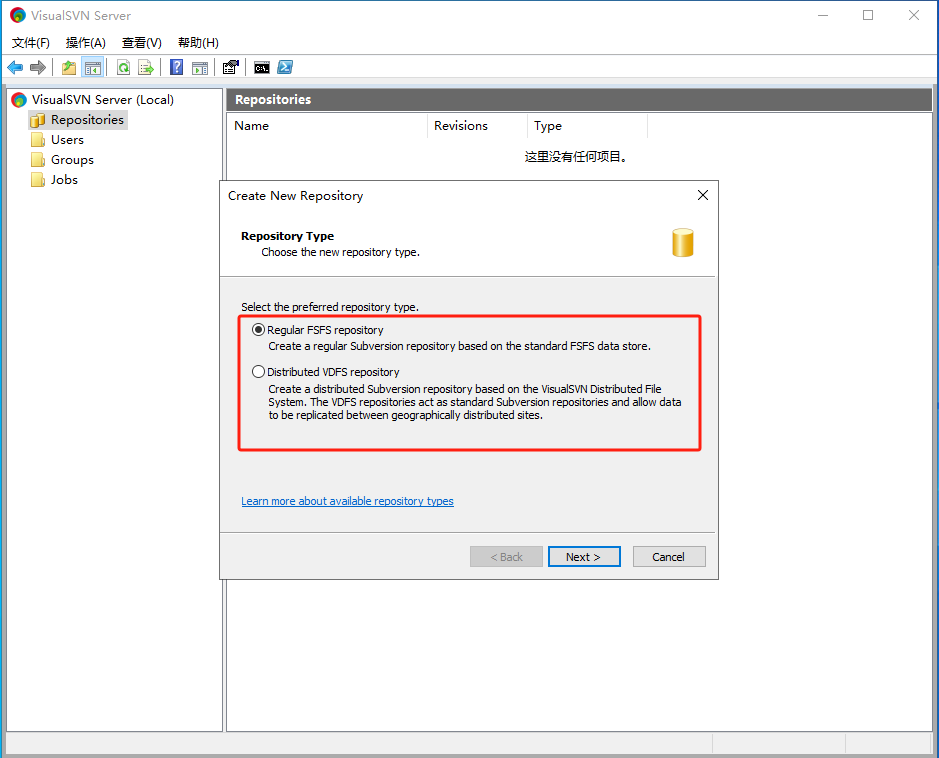 VisualSVN Server
文件(F) 操作(A) 查看(V) 帮助(H)
VisualSVN Server (Local)
Repositories
Users
Groups
Jobs
Repositories
Name Revisions Type
这里没有任何项目。
Create New Repository
Repository Type
Choose the new repository type.
Select the preferred repository type.
Regular FSFS repository
Create a regular Subversion repository based on the standard FSFS data store.
Distributed VDFS repository
Create a distributed Subversion repository based on the VisualSVN Distributed File
System. The VDFS repositories act as standard Subversion repositories and allow data
to be replicated between geographically distributed sites.
Learn more about available repository types
< Back Next > Cancel